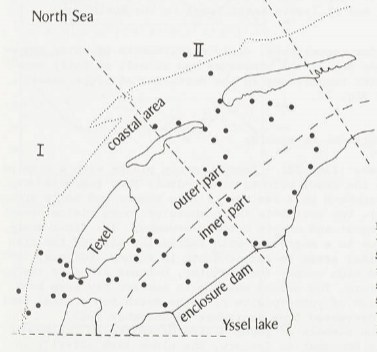 North Sea
II
coastal area
I
outer part
inner part
Texel
enclosure dam
Yssel lake